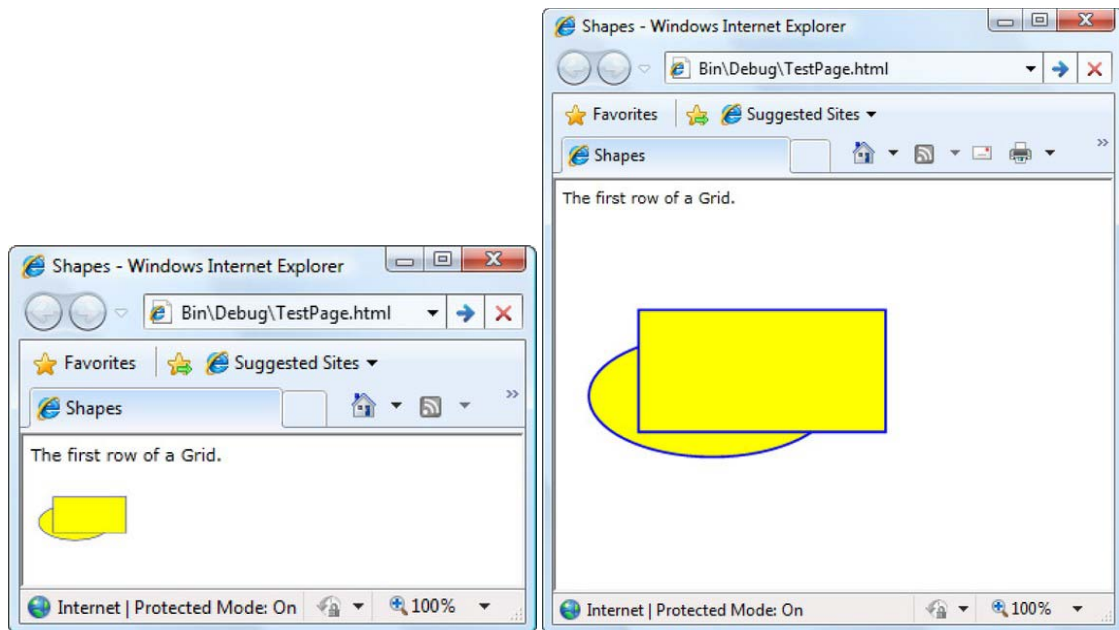 Shapes - Windows Internet Explorer
Bin\Debug\TestPage.html
Favorites Suggested Sites
Shapes
The first row of a Grid.
Internet | Protected Mode: On 100%
Shapes - Windows Internet Explorer
Bin\Debug\TestPage.html
Favorites Suggested Sites
Shapes
The first row of a Grid.
Internet | Protected Mode: On 100%